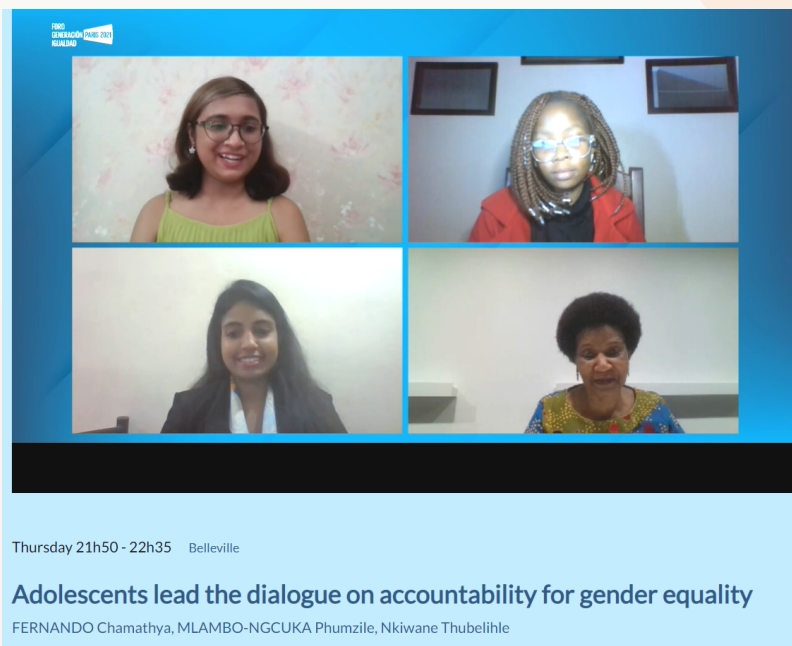 FORO
GENERACIÓN PARIS 2021
IGUALDAD
Thursday 21h50 - 22h35 Belleville
Adolescents lead the dialogue on accountability for gender equality
FERNANDO Chamathya, MLAMBO-NGCUKA Phumzile, Nkiwane Thubelihle